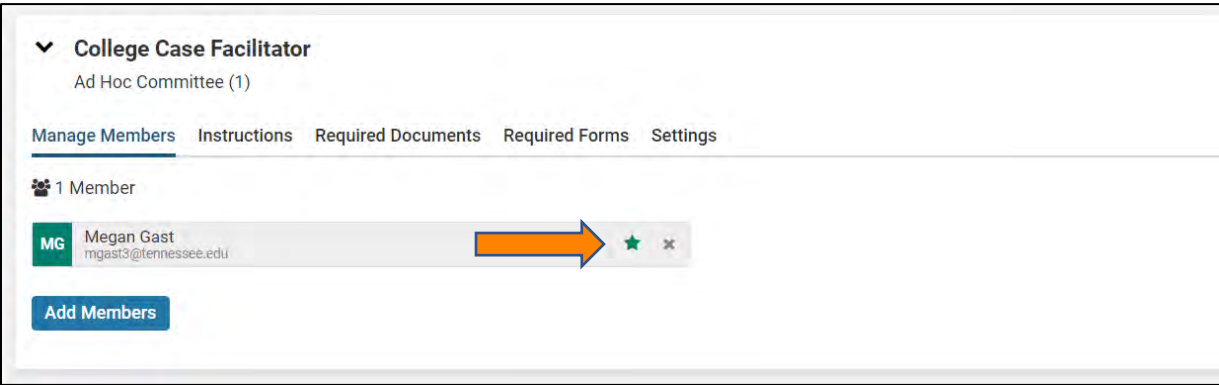 College Case Facilitator
Ad Hoc Committee (1)
Manage Members Instructions Required Documents Required Forms Settings
1 Member
MG Megan Gast
mgast3@tennessee.edu
Add Members